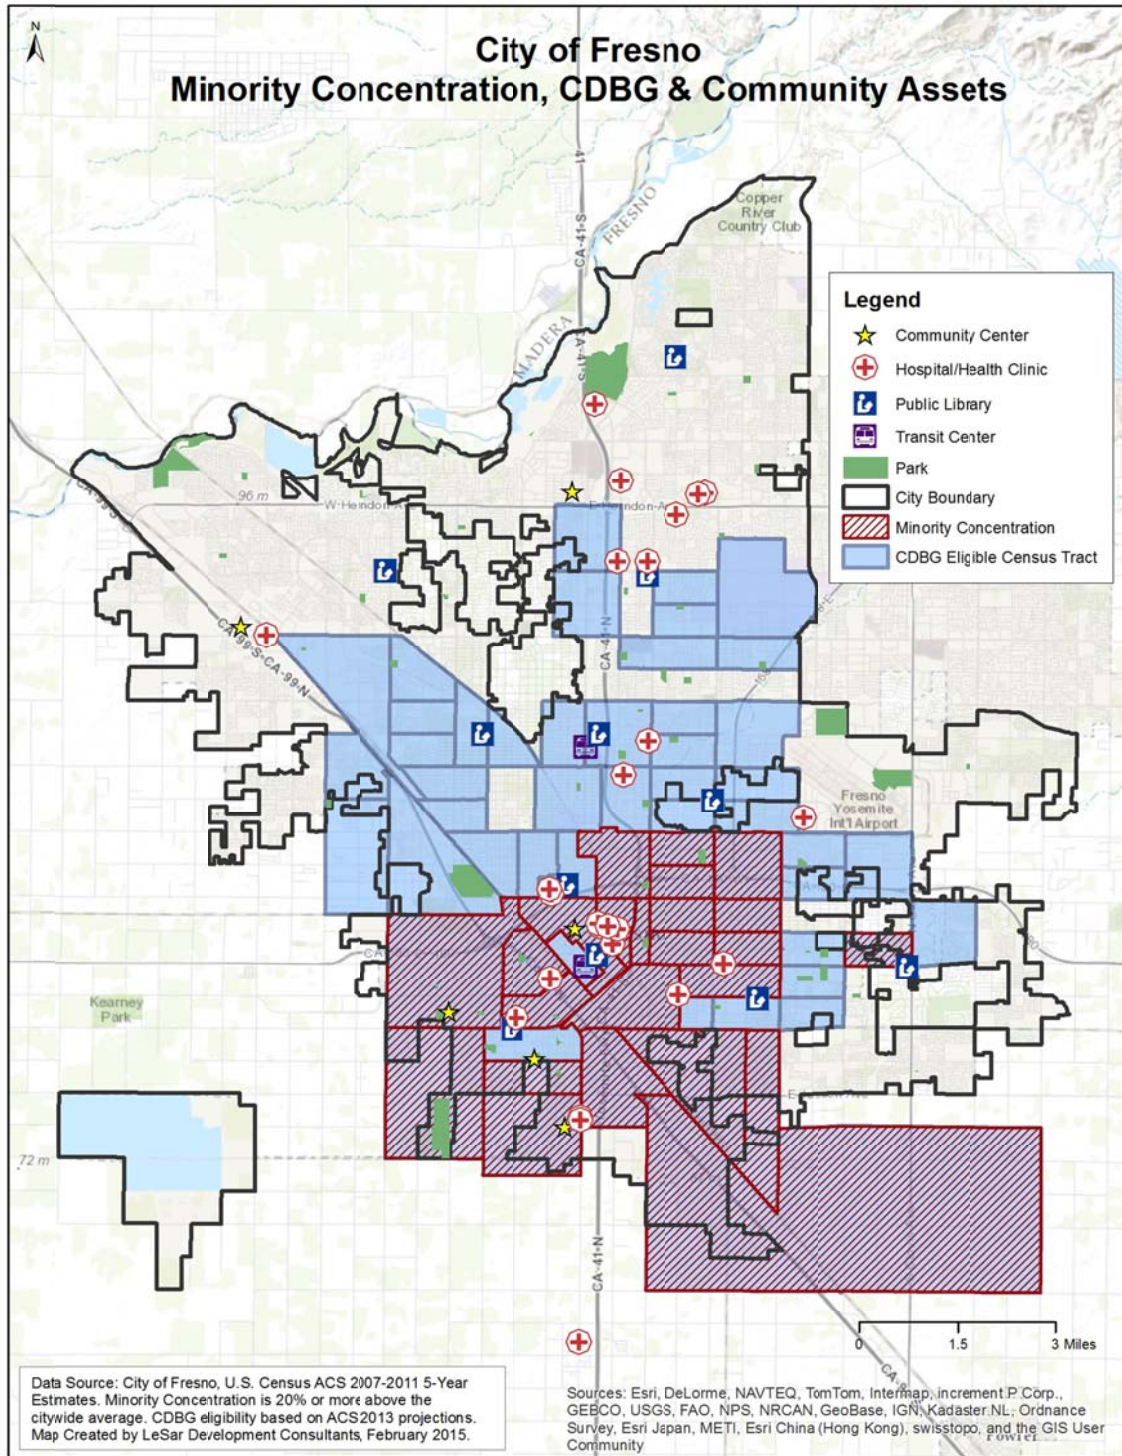 N
City of Fresno
Minority Concentration, CDBG & Community Assets
41
CA-41-S
FRESNO
Copper
River
Country Club
MADERA
CA-41-S
Legend
Community Center
Hospital/Health Clinic
Public Library
Transit Center
Park
City Boundary
Minority Concentration
CDBG Eligible Census Tract
CA-99-S
96 m
W-Herndon-Ave
E-Herndon-A
CA-99-S-CA-99-N
CA-41-N
Fresno
Yosemite
Int'l Airport
Kearney
Park
72 m
CA-41-N
0 1.5 3 Miles
Data Source: City of Fresno, U.S. Census ACS 2007-2011 5-Year
Estimates. Minority Concentration is 20% or more above the
citywide average. CDBG eligibility based on ACS2013 projections.
Map Created by LeSar Development Consultants, February 2015.
Sources: Esri, DeLorme, NAVTEQ, TomTom, Intermap, increment P Corp.,
GEBCO, USGS, FAO, NPS, NRCAN, GeoBase, IGN, Kadaster NL, Ordnance
Survey, Esri Japan, METI, Esri China (Hong Kong), swisstopo, and the GIS User
Community
Fowler